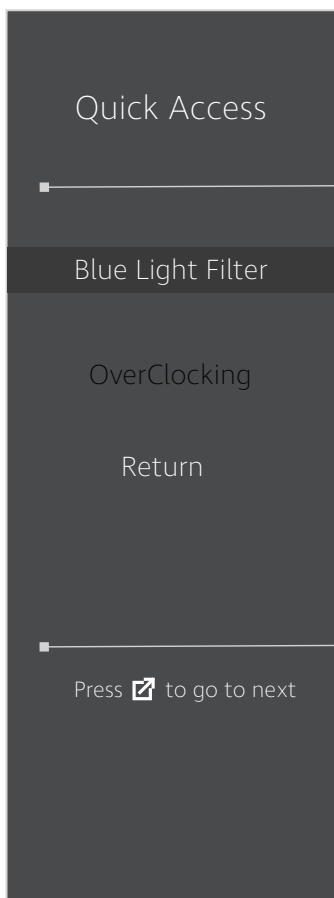 Quick Access
Blue Light Filter
OverClocking
Return
Press to go to next